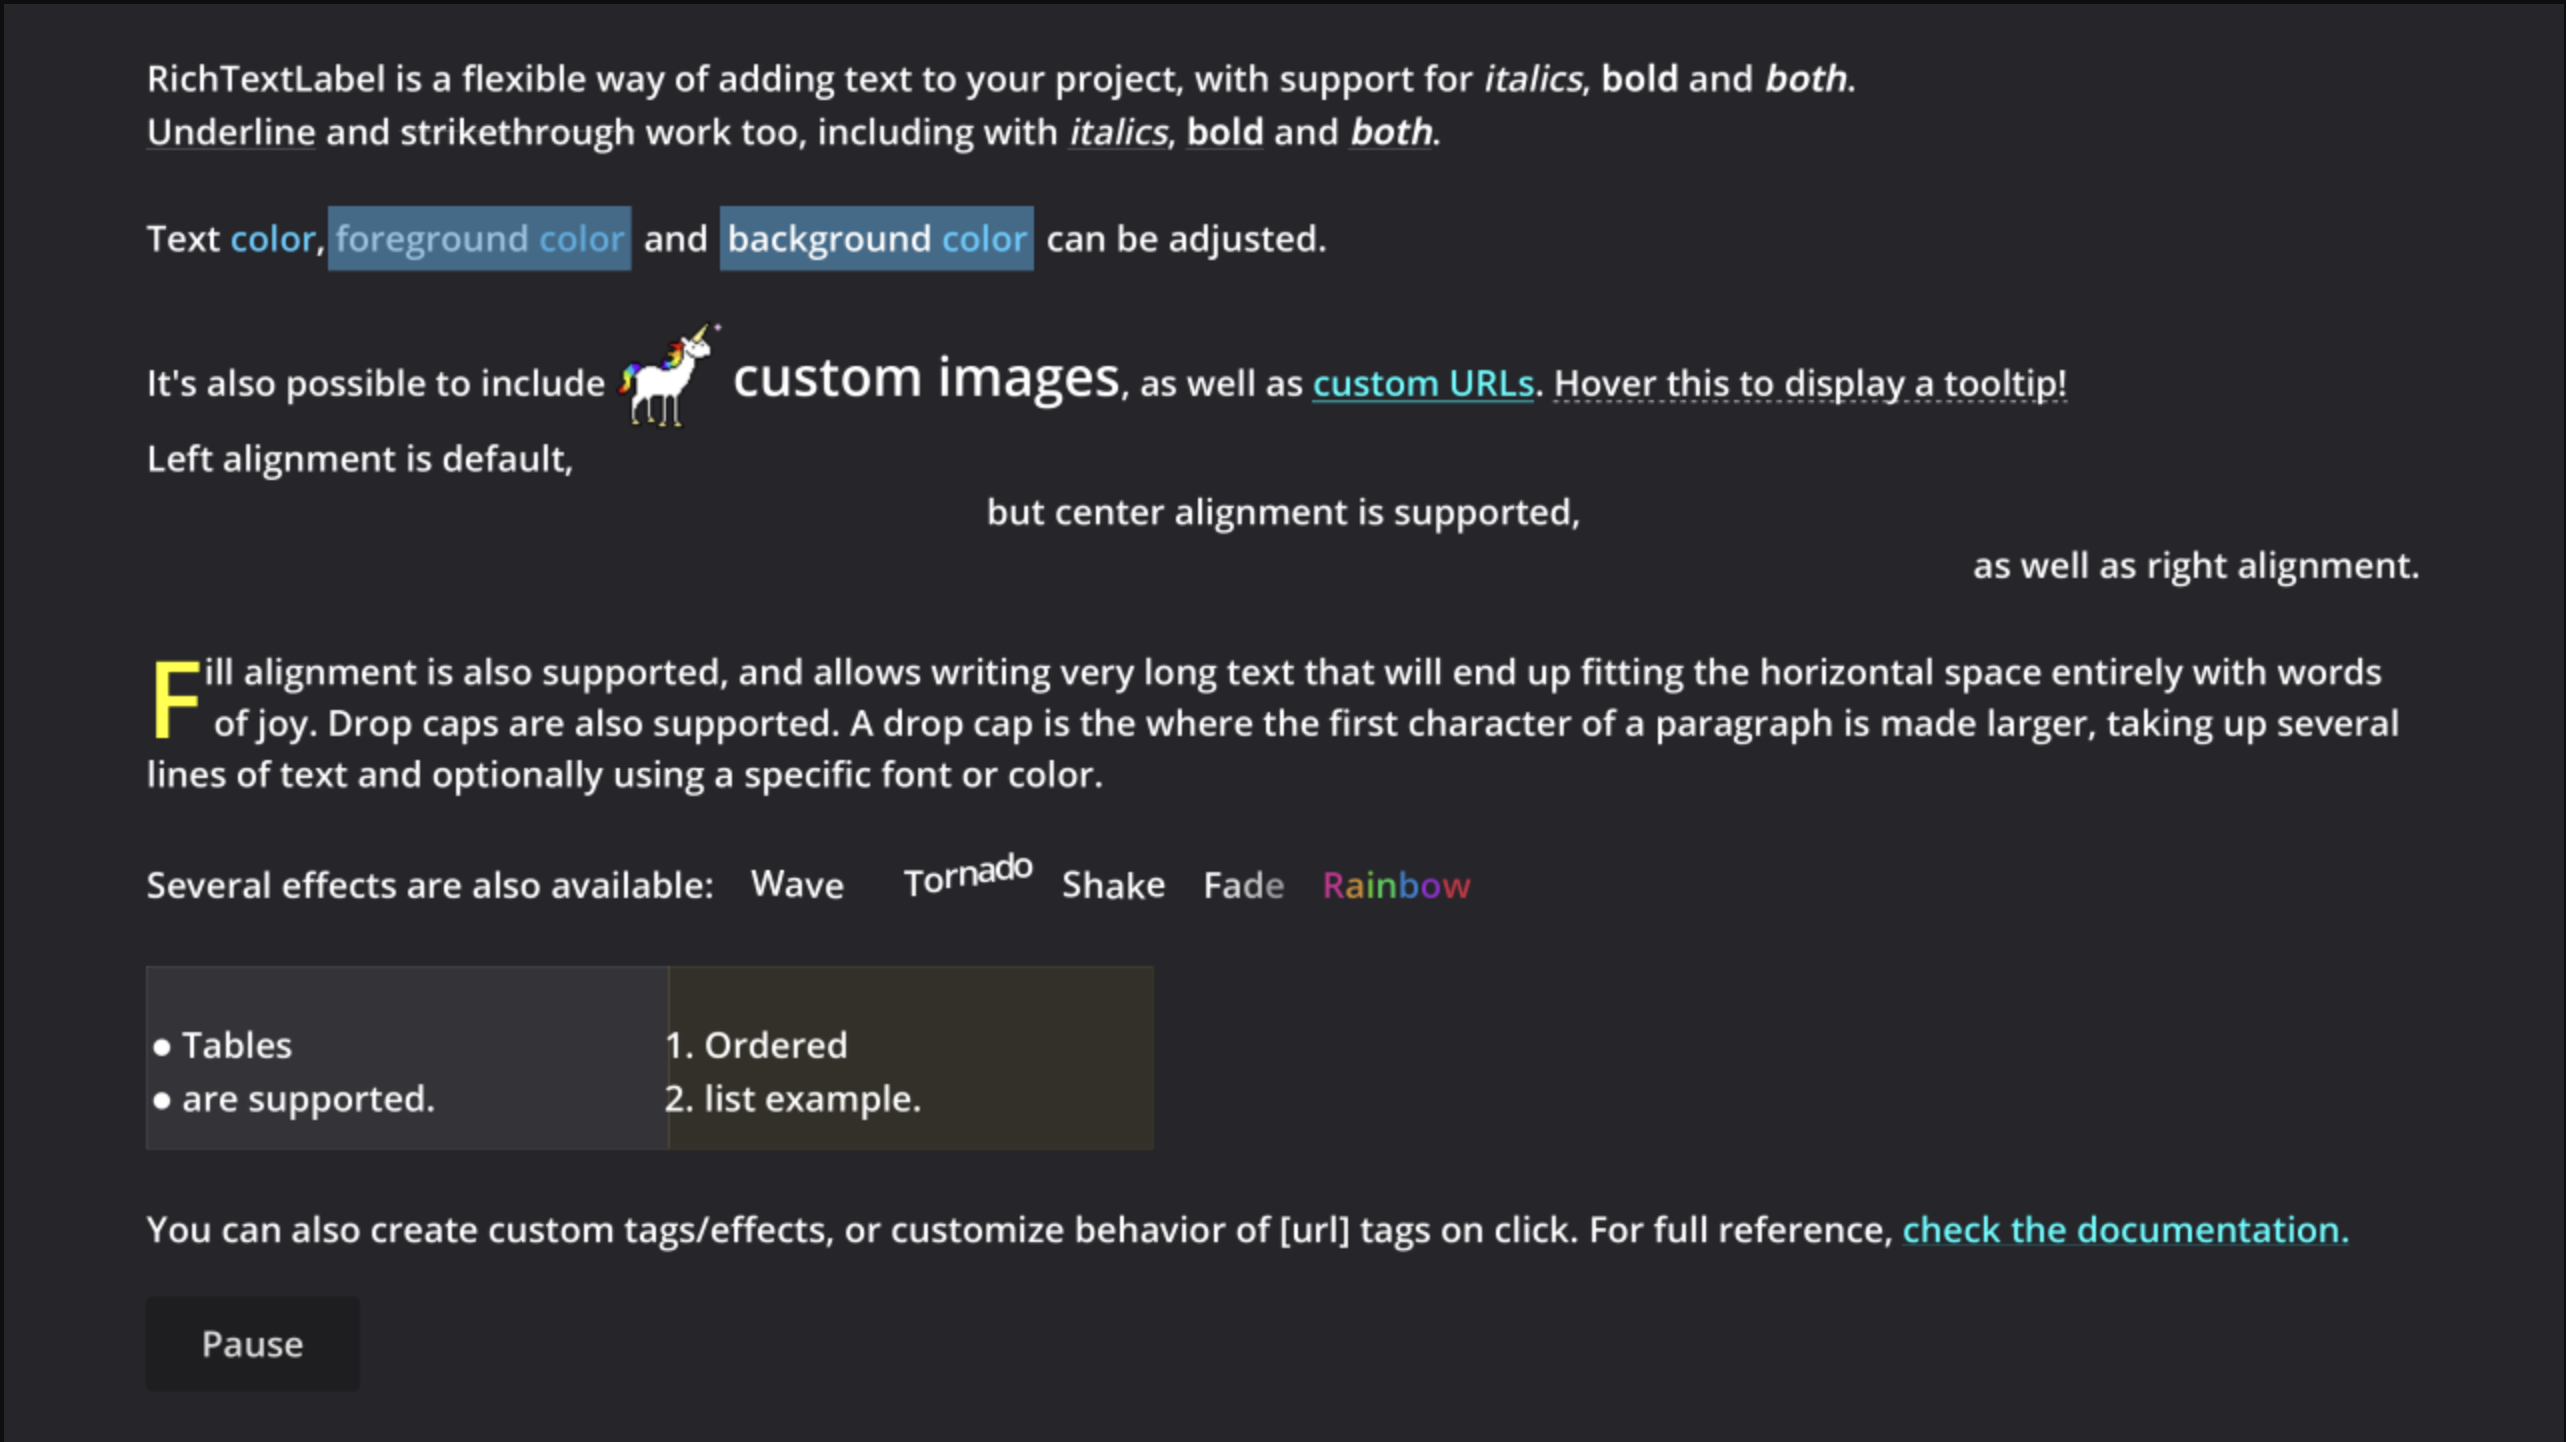 RichTextLabel is a flexible way of adding text to your project, with support for italics, bold and both.
Underline and strikethrough work too, including with italics, bold and both.
Text color, foreground color and background color can be adjusted.
It's also possible to include custom images, as well as custom URLs. Hover this to display a tooltip!
Left alignment is default,
but center alignment is supported,
as well as right alignment.
Fill alignment is also supported, and allows writing very long text that will end up fitting the horizontal space entirely with words
of joy. Drop caps are also supported. A drop cap is the where the first character of a paragraph is made larger, taking up several
lines of text and optionally using a specific font or color.
Several effects are also available: Wave Tornado Shake Fade Rainbow
● Tables
● are supported.
1. Ordered
2. list example.
You can also create custom tags/effects, or customize behavior of [url] tags on click. For full reference, check the documentation.
Pause